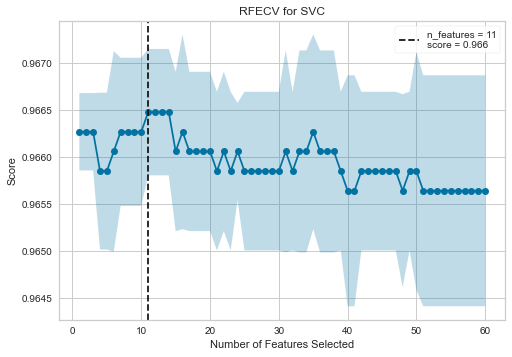 RFECV for SVC
n_features = 11
score = 0.966
Score
0.9670
0.9665
0.9660
0.9655
0.9650
0.9645
0 10 20 30 40 50 60
Number of Features Selected